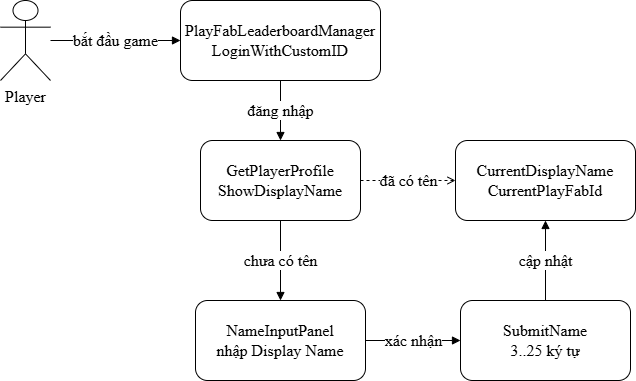 bắt đầu game
PlayFabLeaderboardManager
LoginWithCustomID
Player
đăng nhập
GetPlayerProfile
ShowDisplayName
đã có tên
CurrentDisplayName
CurrentPlayFabId
chưa có tên
cập nhật
NameInputPanel
nhập Display Name
xác nhận
SubmitName
3..25 ký tự